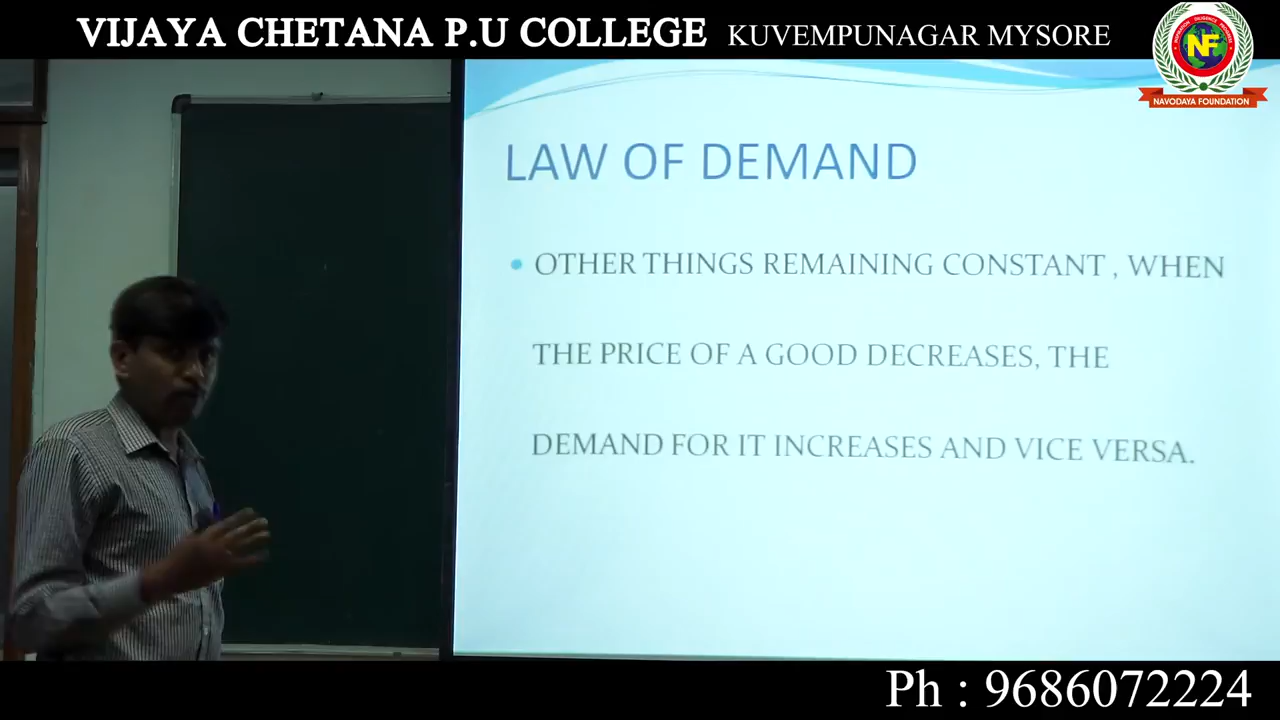 VIJAYA CHETANA P.U COLLEGE KUVEMPUNAGAR MYSORE
NF
NAVODAYA FOUNDATION
LAW OF DEMAND
• OTHER THINGS REMAINING CONSTANT , WHEN
THE PRICE OF A GOOD DECREASES, THE
DEMAND FOR IT INCREASES AND VICE VERSA.
Ph : 9686072224